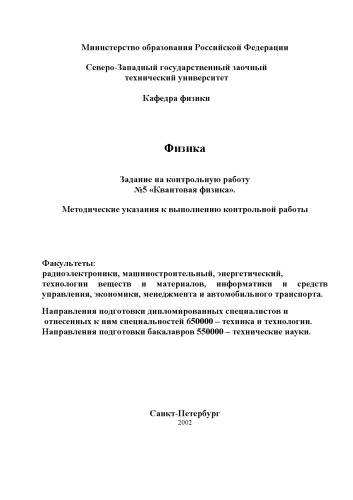 Министерство образования Российской Федерации
Северо-Западный государственный заочный
технический университет
Кафедра физики
Физика
Задание на контрольную работу
№5 «Квантовая физика».
Методические указания к выполнению контрольной работы
Факультеты:
радиоэлектроники, машиностроительный, энергетический,
технологии веществ и материалов, информатики и средств
управления, экономики, менеджмента и автомобильного транспорта.
Направления подготовки дипломированных специалистов и
отнесенных к ним специальностей 650000 – техника и технологии.
Направления подготовки бакалавров 550000 – технические науки.
Санкт-Петербург
2002